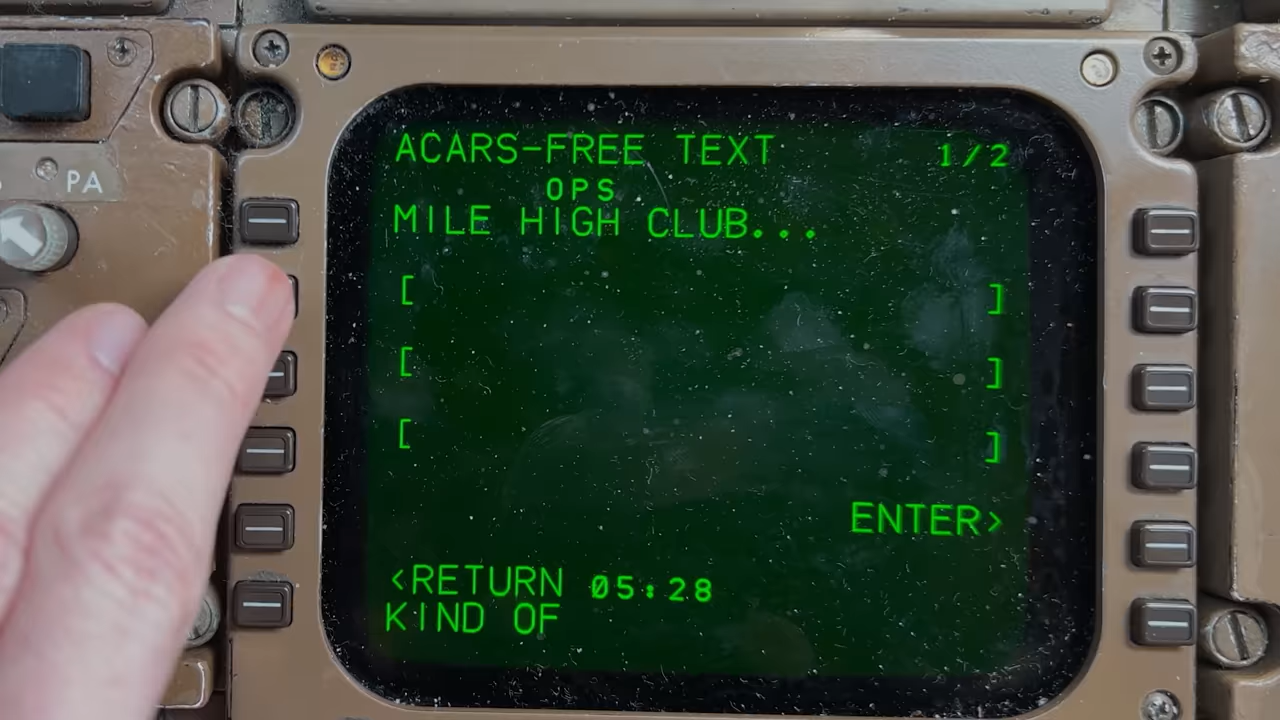 PA
ACARS-FREE TEXT 1/2
OPS
MILE HIGH CLUB...
[ ]
[ ]
[ ]
ENTER>
<RETURN 05:28
KIND OF